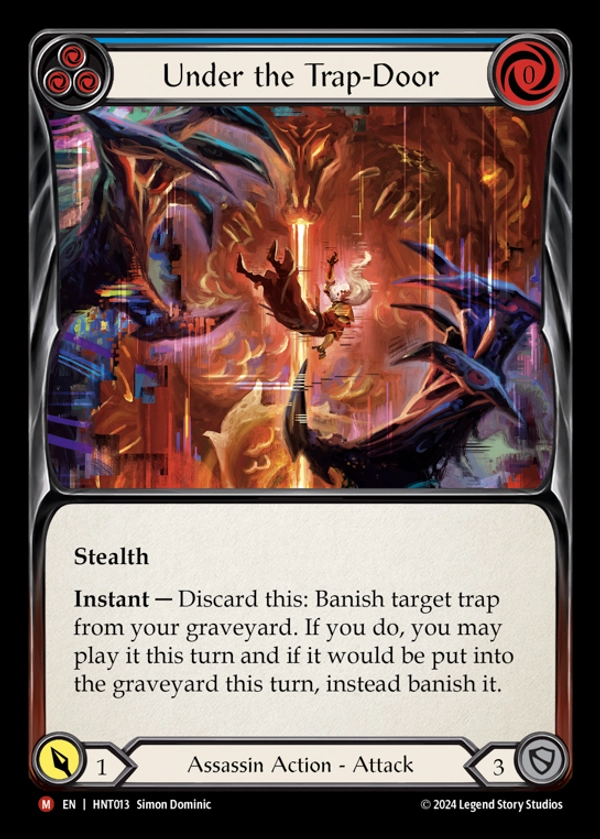 Under the Trap-Door
0
Stealth
Instant — Discard this: Banish target trap
from your graveyard. If you do, you may
play it this turn and if it would be put into
the graveyard this turn, instead banish it.
1
Assassin Action - Attack
3
M EN | HNT013 Simon Dominic
© 2024 Legend Story Studios